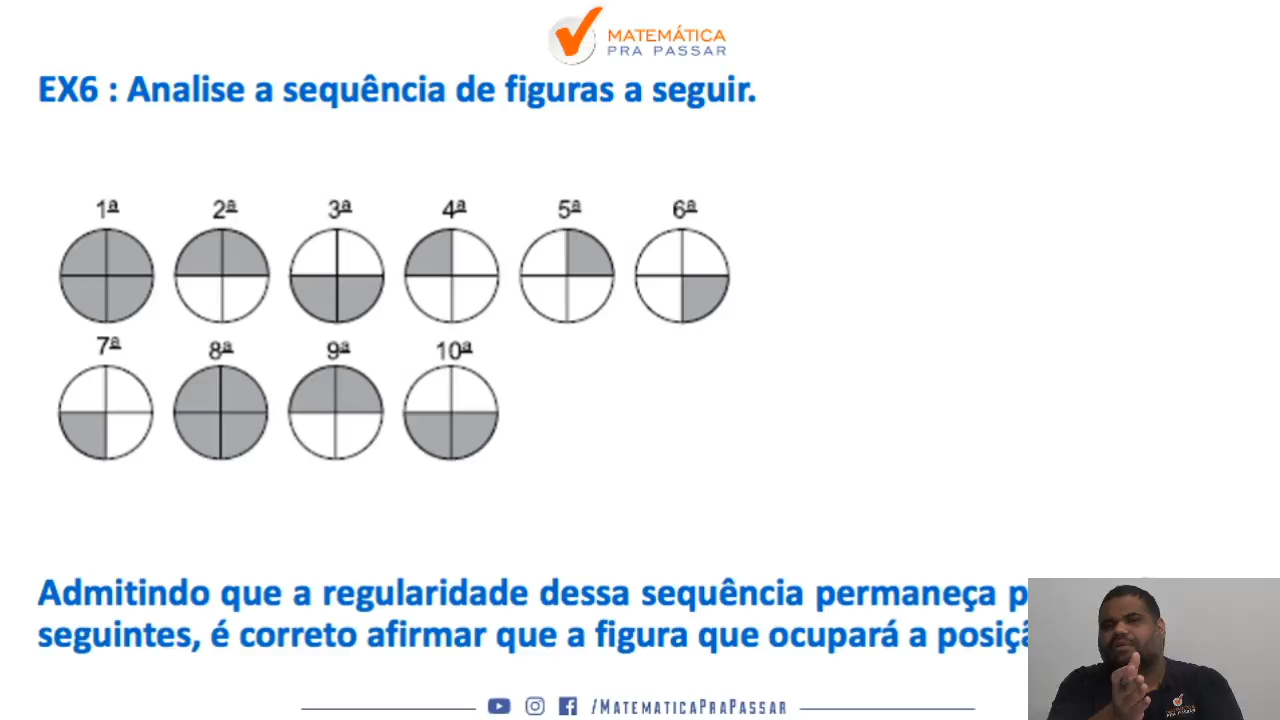 MATEMÁTICA
PRA PASSAR
EX6 : Analise a sequência de figuras a seguir.
1ª 2ª 3ª 4ª 5ª 6ª
7ª 8ª 9ª 10ª
Admitindo que a regularidade dessa sequência permaneça
seguintes, é correto afirmar que a figura que ocupará a
/MATEMATICAPRAPASSAR